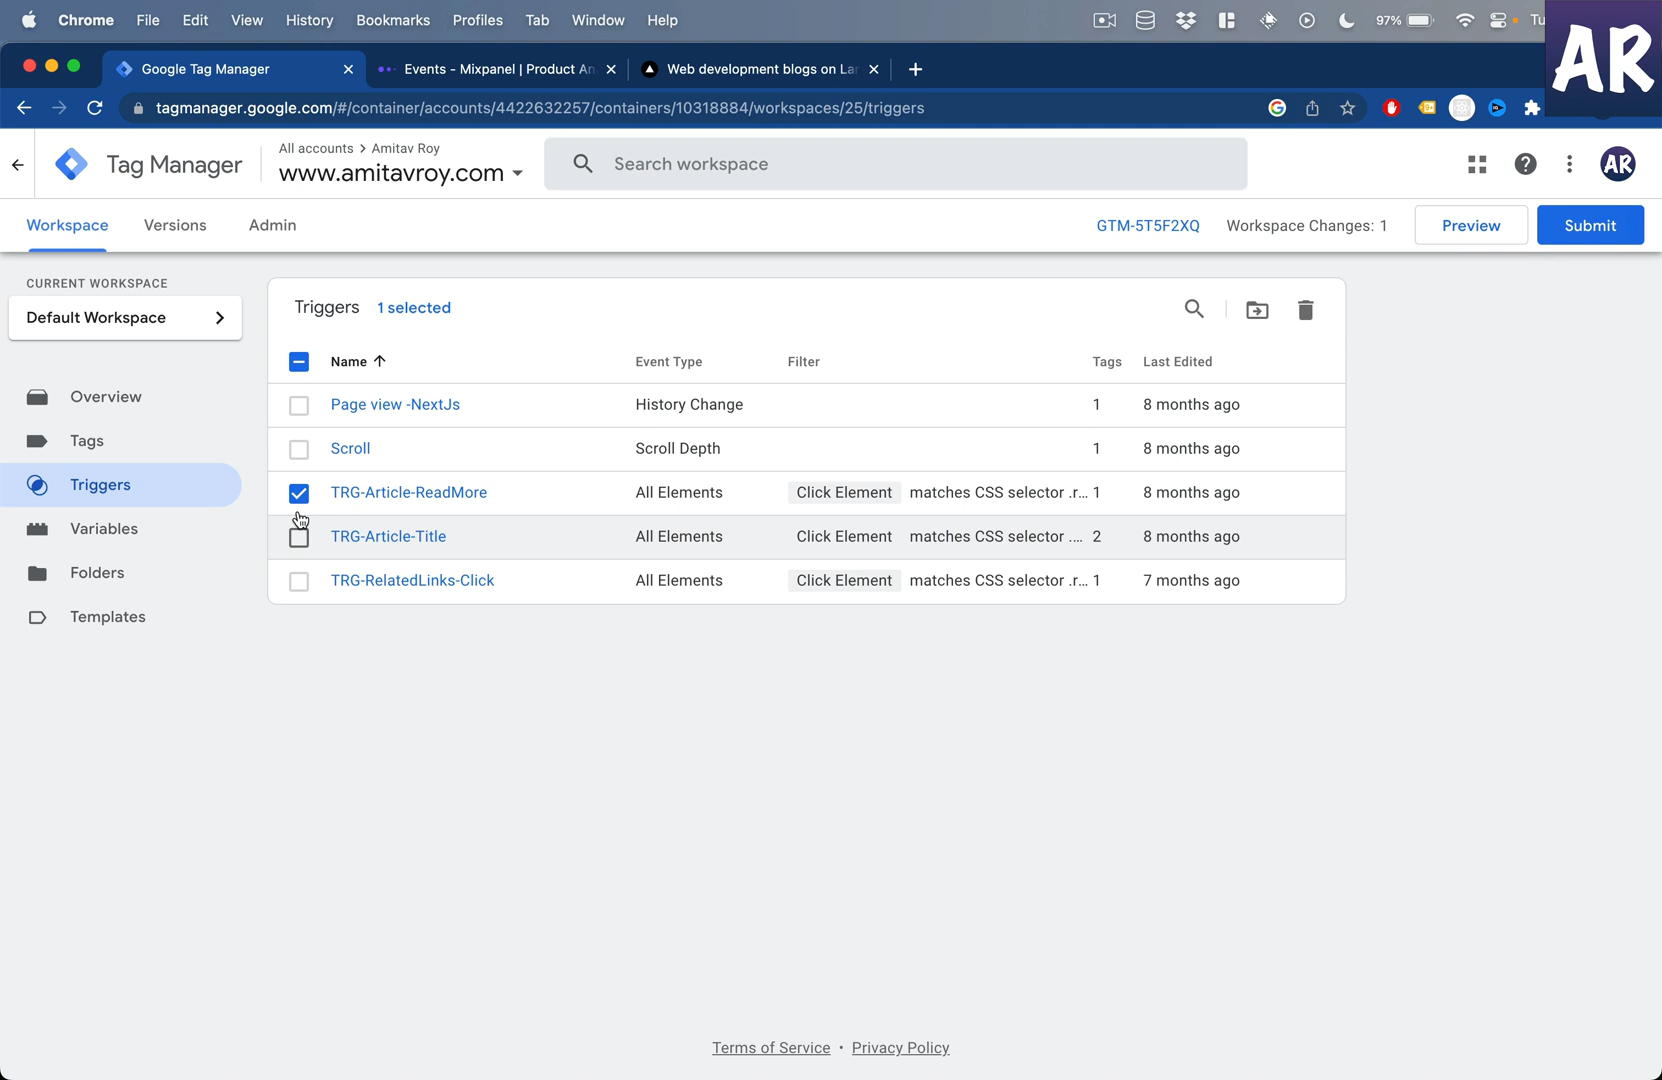 Chrome File Edit View History Bookmarks Profiles Tab Window Help 97% Tu
AR
Google Tag Manager Events - Mixpanel | Product An Web development blogs on Lar
tagmanager.google.com/#/container/accounts/4422632257/containers/10318884/workspaces/25/triggers
Tag Manager
All accounts > Amitav Roy
www.amitavroy.com
Search workspace
AR
Workspace Versions Admin GTM-5T5F2XQ Workspace Changes: 1 Preview Submit
CURRENT WORKSPACE
Default Workspace
Overview
Tags
Triggers
Variables
Folders
Templates
Triggers 1 selected
Name Event Type Filter Tags Last Edited
Page view -NextJs History Change 1 8 months ago
Scroll Scroll Depth 1 8 months ago
TRG-Article-ReadMore All Elements Click Element matches CSS selector .r... 1 8 months ago
TRG-Article-Title All Elements Click Element matches CSS selector .... 2 8 months ago
TRG-RelatedLinks-Click All Elements Click Element matches CSS selector .r... 1 7 months ago
Terms of Service • Privacy Policy